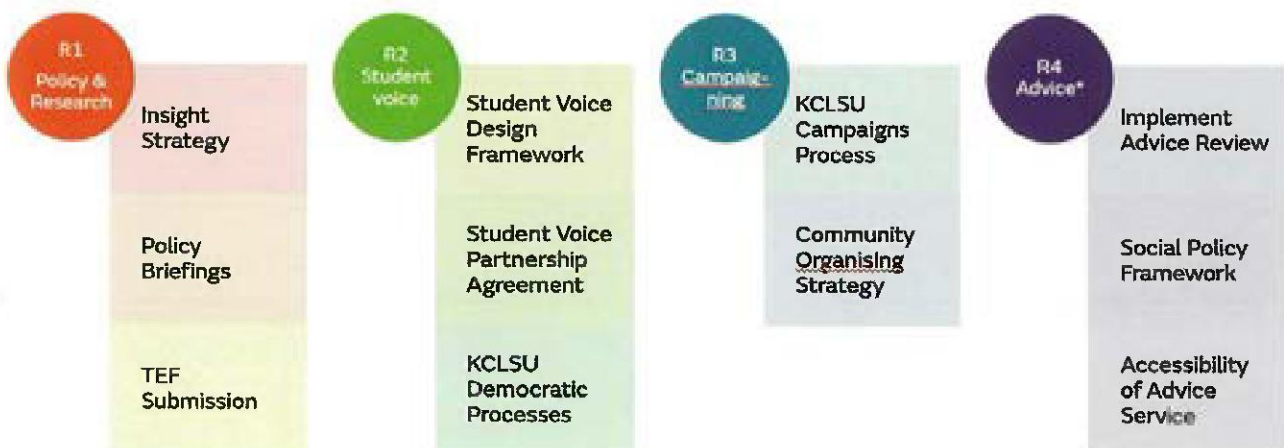 R1
Policy &
Research
Insight
Strategy
Policy
Briefings
TEF
Submission
R2
Student
voice
Student Voice
Design
Framework
Student Voice
Partnership
Agreement
KCLSU
Democratic
Processes
R3
Campaig-
ning
KCLSU
Campaigns
Process
Community
Organising
Strategy
R4
Advice*
Implement
Advice Review
Social Policy
Framework
Accessibility
of Advice
Service